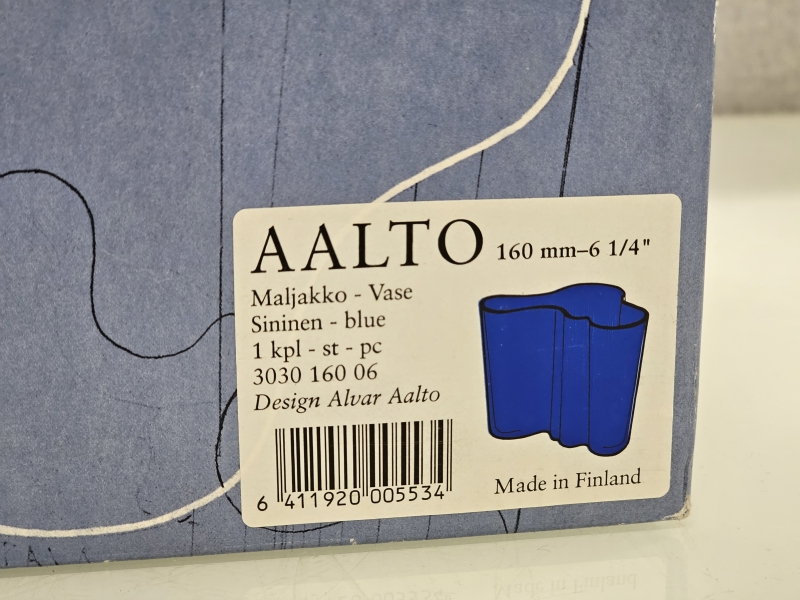 AALTO 160 mm–6 1/4"
Maljakko - Vase
Sininen - blue
1 kpl - st - pc
3030 160 06
Design Alvar Aalto
6 411920 005534
Made in Finland